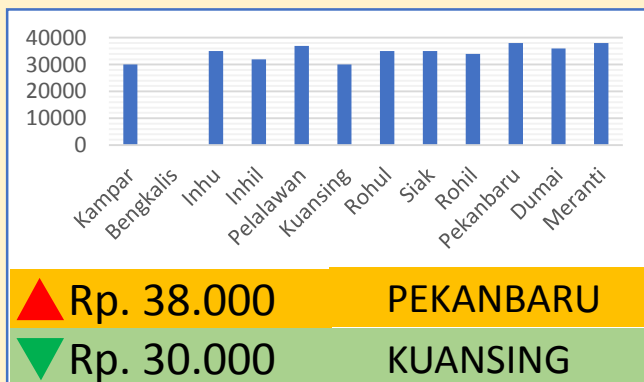 40000
30000
20000
10000
0
Kampar
Bengkalis
Inhu
Inhil
Pelalawan
Kuansing
Rohul
Siak
Rohil
Pekanbaru
Dumai
Meranti
Rp. 38.000 PEKANBARU
Rp. 30.000 KUANSING